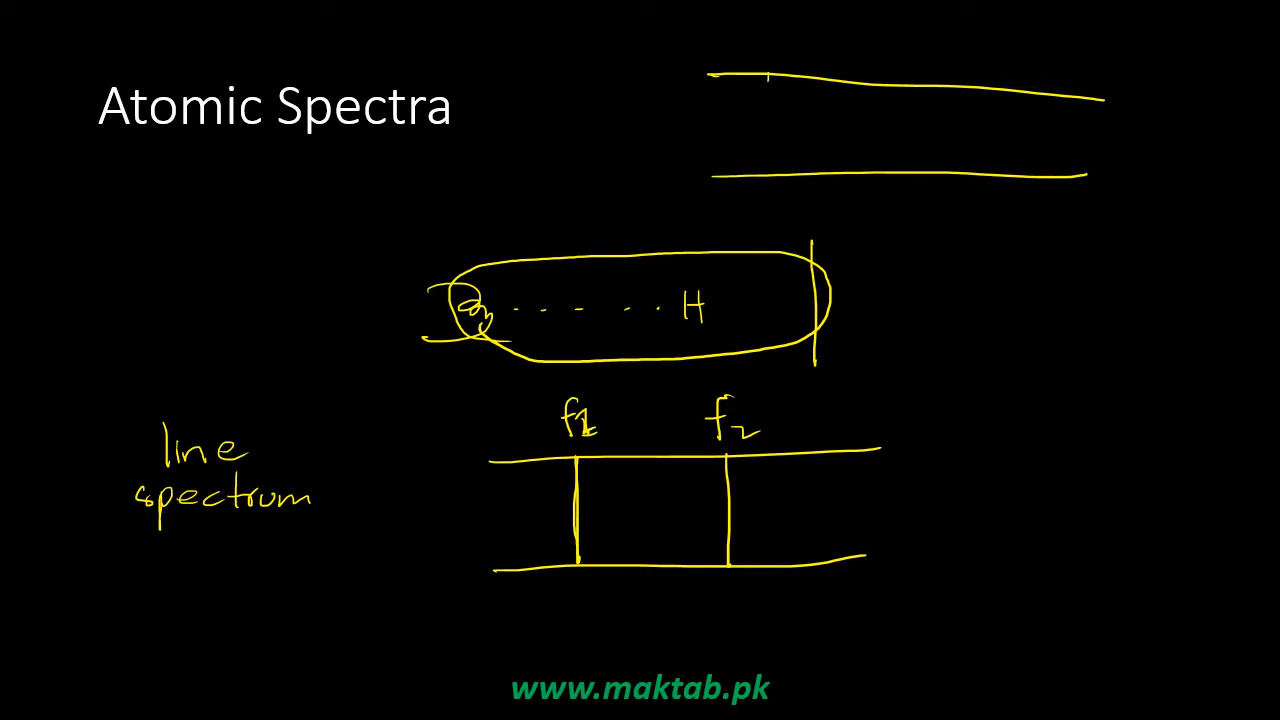 Atomic Spectra
H
f1 f2
line
spectrum
www.maktab.pk